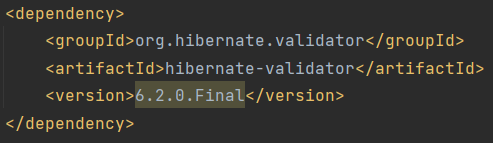 <dependency>
    <groupId>org.hibernate.validator</groupId>
    <artifactId>hibernate-validator</artifactId>
    <version>6.2.0.Final</version>
</dependency>